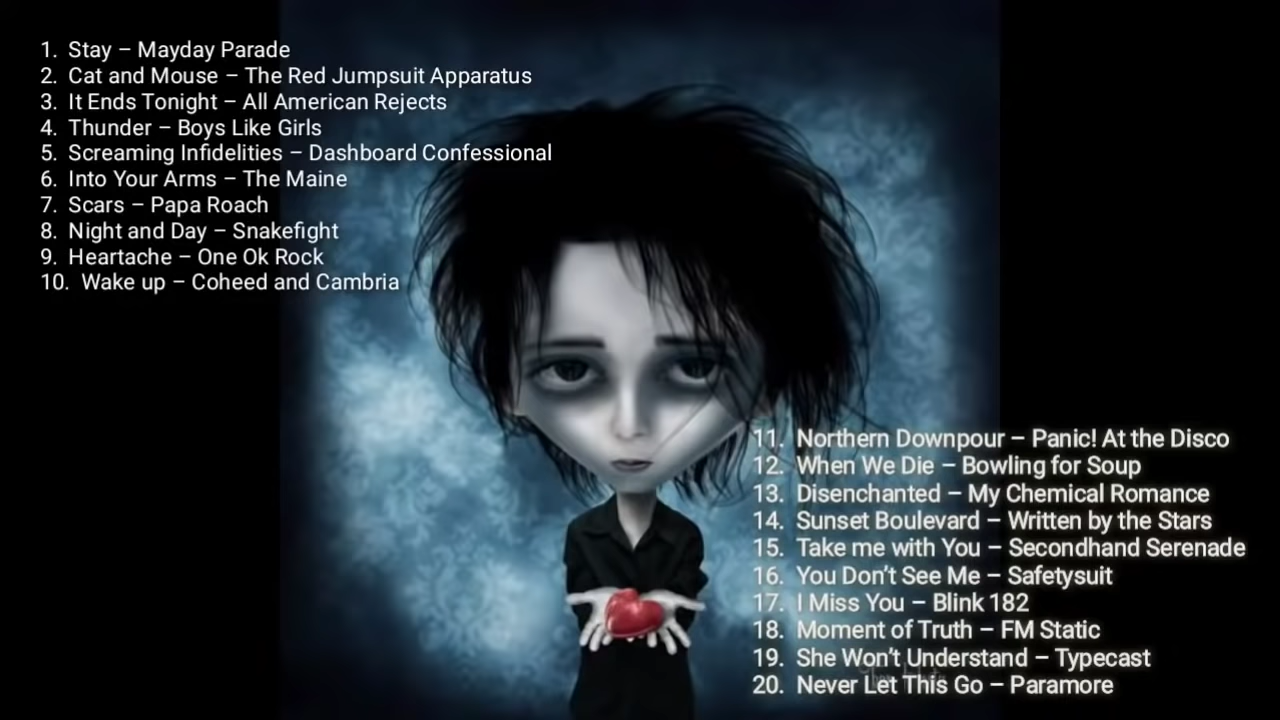 1. Stay – Mayday Parade
2. Cat and Mouse – The Red Jumpsuit Apparatus
3. It Ends Tonight – All American Rejects
4. Thunder – Boys Like Girls
5. Screaming Infidelities – Dashboard Confessional
6. Into Your Arms – The Maine
7. Scars – Papa Roach
8. Night and Day – Snakefight
9. Heartache – One Ok Rock
10. Wake up – Coheed and Cambria
11. Northern Downpour – Panic! At the Disco
12. When We Die – Bowling for Soup
13. Disenchanted – My Chemical Romance
14. Sunset Boulevard – Written by the Stars
15. Take me with You – Secondhand Serenade
16. You Don’t See Me – Safetysuit
17. I Miss You – Blink 182
18. Moment of Truth – FM Static
19. She Won’t Understand – Typecast
20. Never Let This Go – Paramore